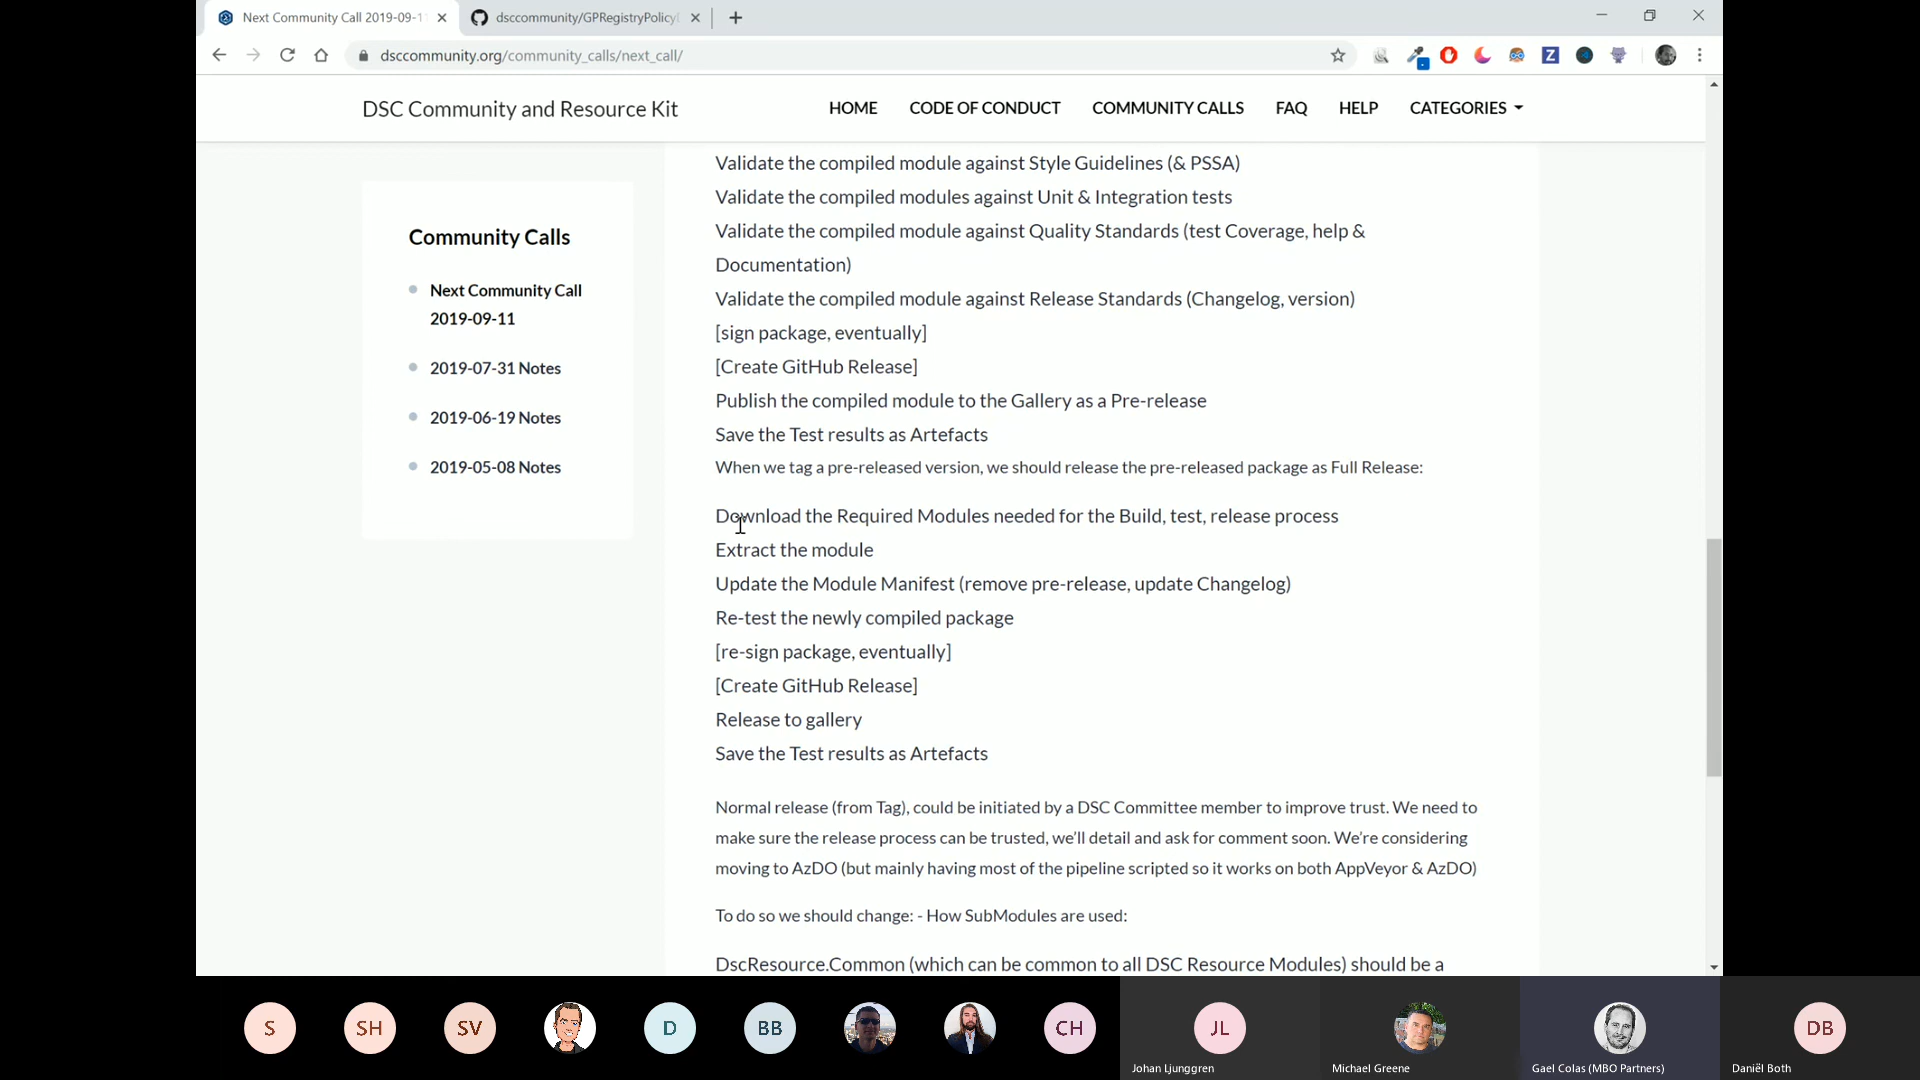 Next Community Call 2019-09-11
dsccommunity/GPRegistryPolicy
dsccommunity.org/community_calls/next_call/
Z
DSC Community and Resource Kit
HOME
CODE OF CONDUCT
COMMUNITY CALLS
FAQ
HELP
CATEGORIES
Community Calls
Next Community Call
2019-09-11
2019-07-31 Notes
2019-06-19 Notes
2019-05-08 Notes
Validate the compiled module against Style Guidelines (& PSSA)
Validate the compiled modules against Unit & Integration tests
Validate the compiled module against Quality Standards (test Coverage, help &
Documentation)
Validate the compiled module against Release Standards (Changelog, version)
[sign package, eventually]
[Create GitHub Release]
Publish the compiled module to the Gallery as a Pre-release
Save the Test results as Artefacts
When we tag a pre-released version, we should release the pre-released package as Full Release:
Download the Required Modules needed for the Build, test, release process
Extract the module
Update the Module Manifest (remove pre-release, update Changelog)
Re-test the newly compiled package
[re-sign package, eventually]
[Create GitHub Release]
Release to gallery
Save the Test results as Artefacts
Normal release (from Tag), could be initiated by a DSC Committee member to improve trust. We need to
make sure the release process can be trusted, we’ll detail and ask for comment soon. We’re considering
moving to AzDO (but mainly having most of the pipeline scripted so it works on both AppVeyor & AzDO)
To do so we should change: - How SubModules are used:
DscResource.Common (which can be common to all DSC Resource Modules) should be a
S
SH
SV
D
BB
CH
JL
DB
Johan Ljunggren
Michael Greene
Gael Colas (MBO Partners)
Daniël Both